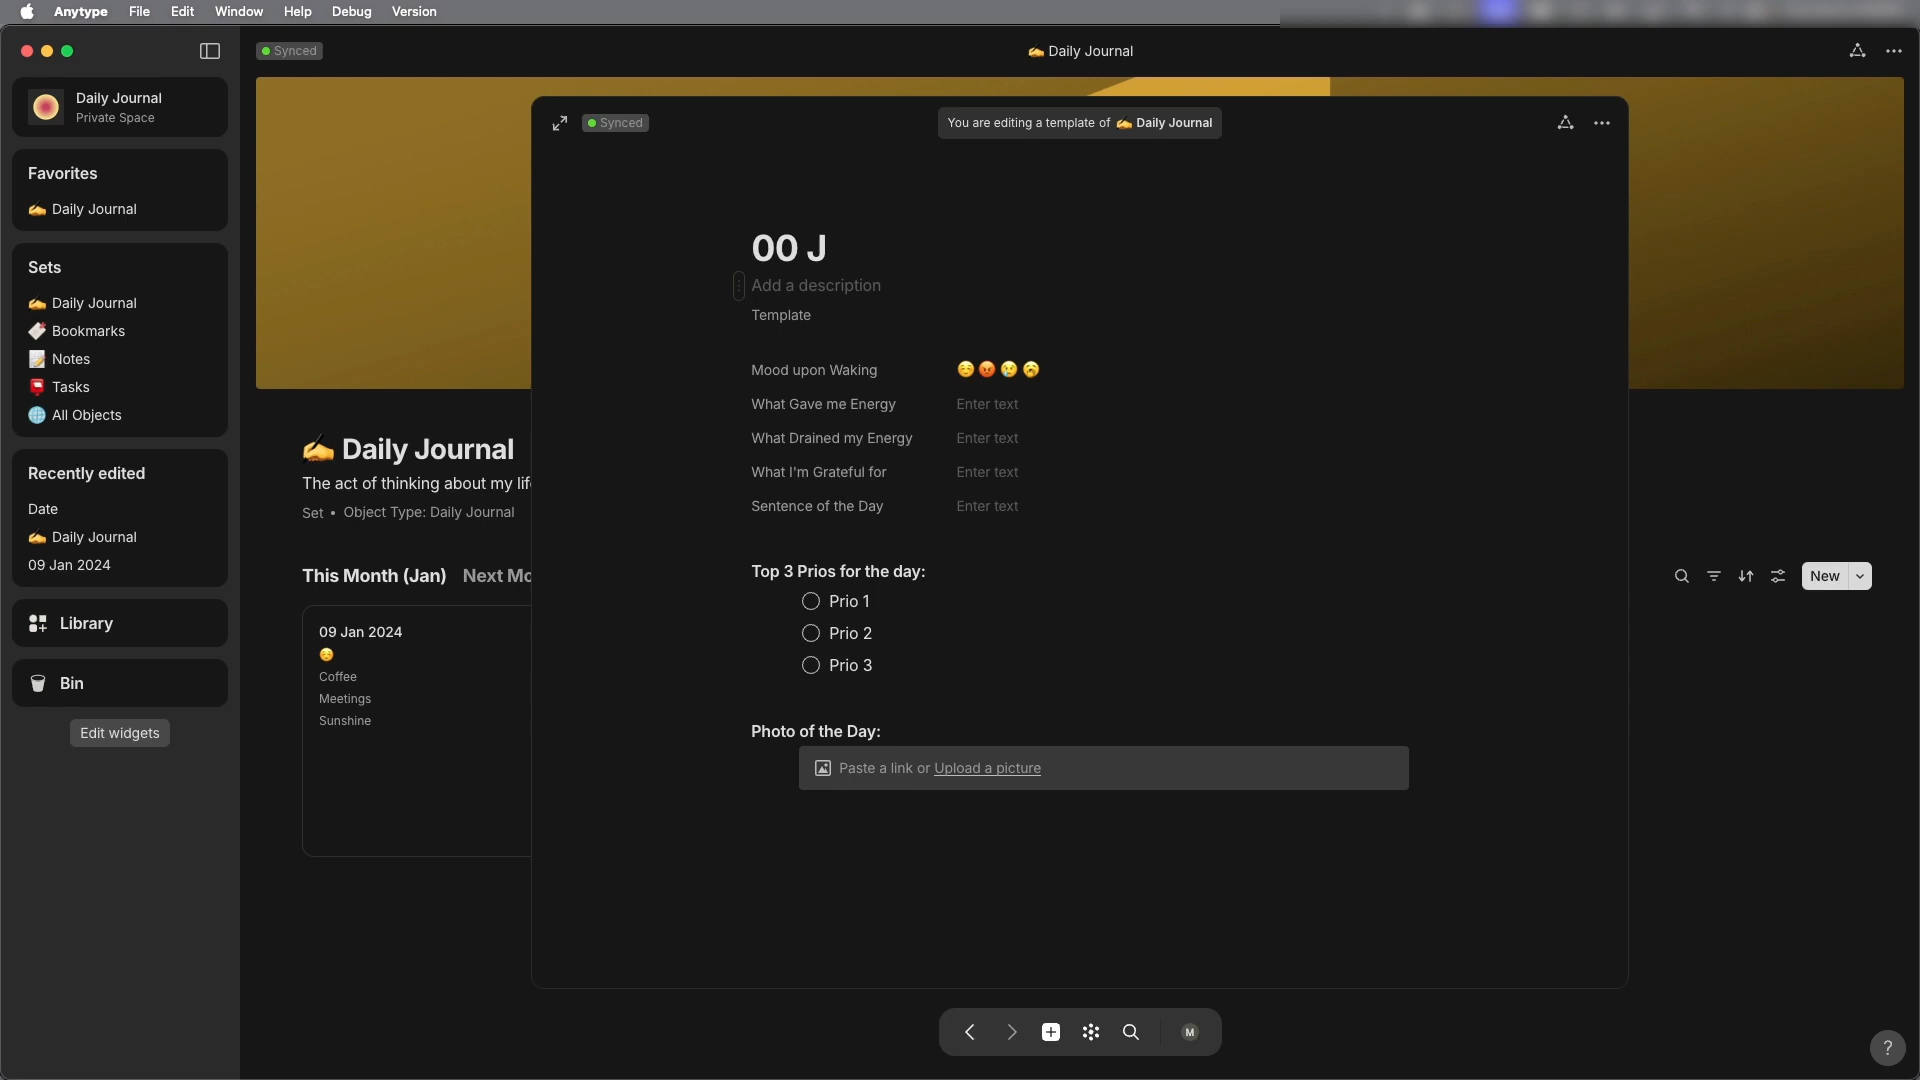 Anytype File Edit Window Help Debug Version
Synced
✍️ Daily Journal
Daily Journal
Private Space
Favorites
✍️ Daily Journal
Sets
✍️ Daily Journal
Bookmarks
Notes
Tasks
All Objects
Recently edited
Date
✍️ Daily Journal
09 Jan 2024
Library
Bin
Edit widgets
✍️ Daily Journal
The act of thinking about my lif
Set • Object Type: Daily Journal
This Month (Jan) Next Mo
New
09 Jan 2024
☺️
Coffee
Meetings
Sunshine
Synced
You are editing a template of ✍️ Daily Journal
00 J
Add a description
Template
Mood upon Waking ☺️ 😡 😢 🥱
What Gave me Energy Enter text
What Drained my Energy Enter text
What I'm Grateful for Enter text
Sentence of the Day Enter text
Top 3 Prios for the day:
Prio 1
Prio 2
Prio 3
Photo of the Day:
Paste a link or Upload a picture
M
?